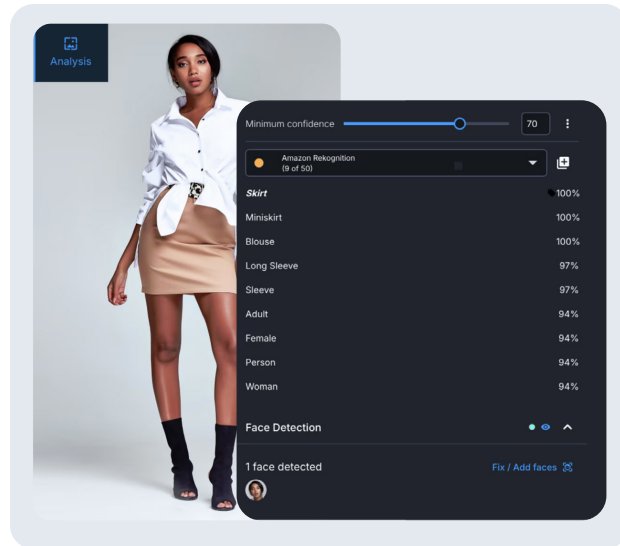 Analysis
Minimum confidence 70
Amazon Rekognition
(9 of 50)
Skirt 100%
Miniskirt 100%
Blouse 100%
Long Sleeve 97%
Sleeve 97%
Adult 94%
Female 94%
Person 94%
Woman 94%
Face Detection
1 face detected Fix / Add faces